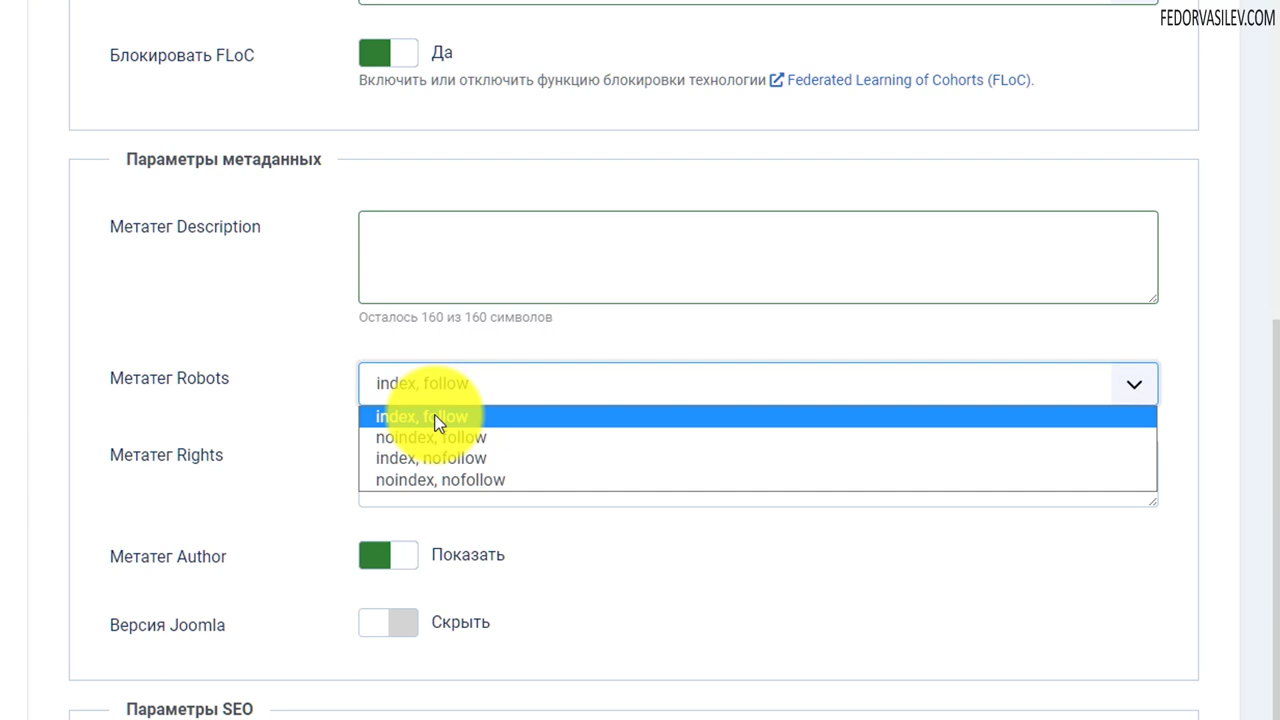 FEDORVASILEV.COM
Блокировать FLoC
Да
Включить или отключить функцию блокировки технологии Federated Learning of Cohorts (FLoC).
Параметры метаданных
Метатег Description
Осталось 160 из 160 символов
Метатег Robots
index, follow
index, follow
noindex, follow
index, nofollow
noindex, nofollow
Метатег Rights
Метатег Author
Показать
Версия Joomla
Скрыть
Параметры SEO